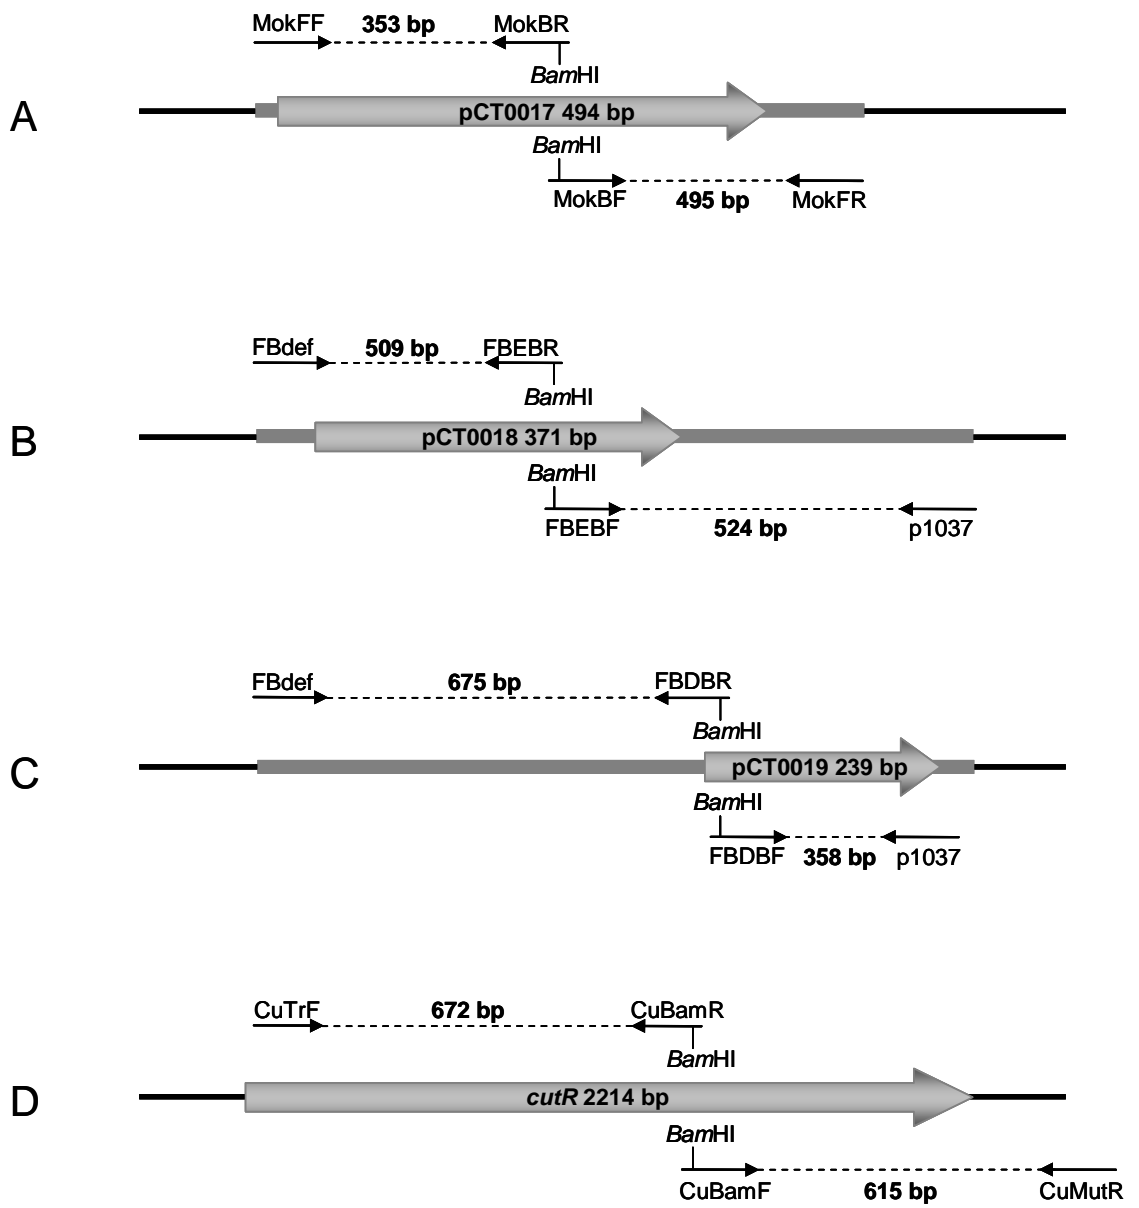 MokFF 353 bp MokBR
BamHI
A
pCT0017 494 bp
BamHI
MokBF 495 bp MokFR
FBdef 509 bp FBEBR
BamHI
B
pCT0018 371 bp
BamHI
FBEBF 524 bp p1037
FBdef 675 bp FBDBR
BamHI
C
pCT0019 239 bp
BamHI
FBDBF 358 bp p1037
CuTrF 672 bp CuBamR
BamHI
D
cutR 2214 bp
BamHI
CuBamF 615 bp CuMutR